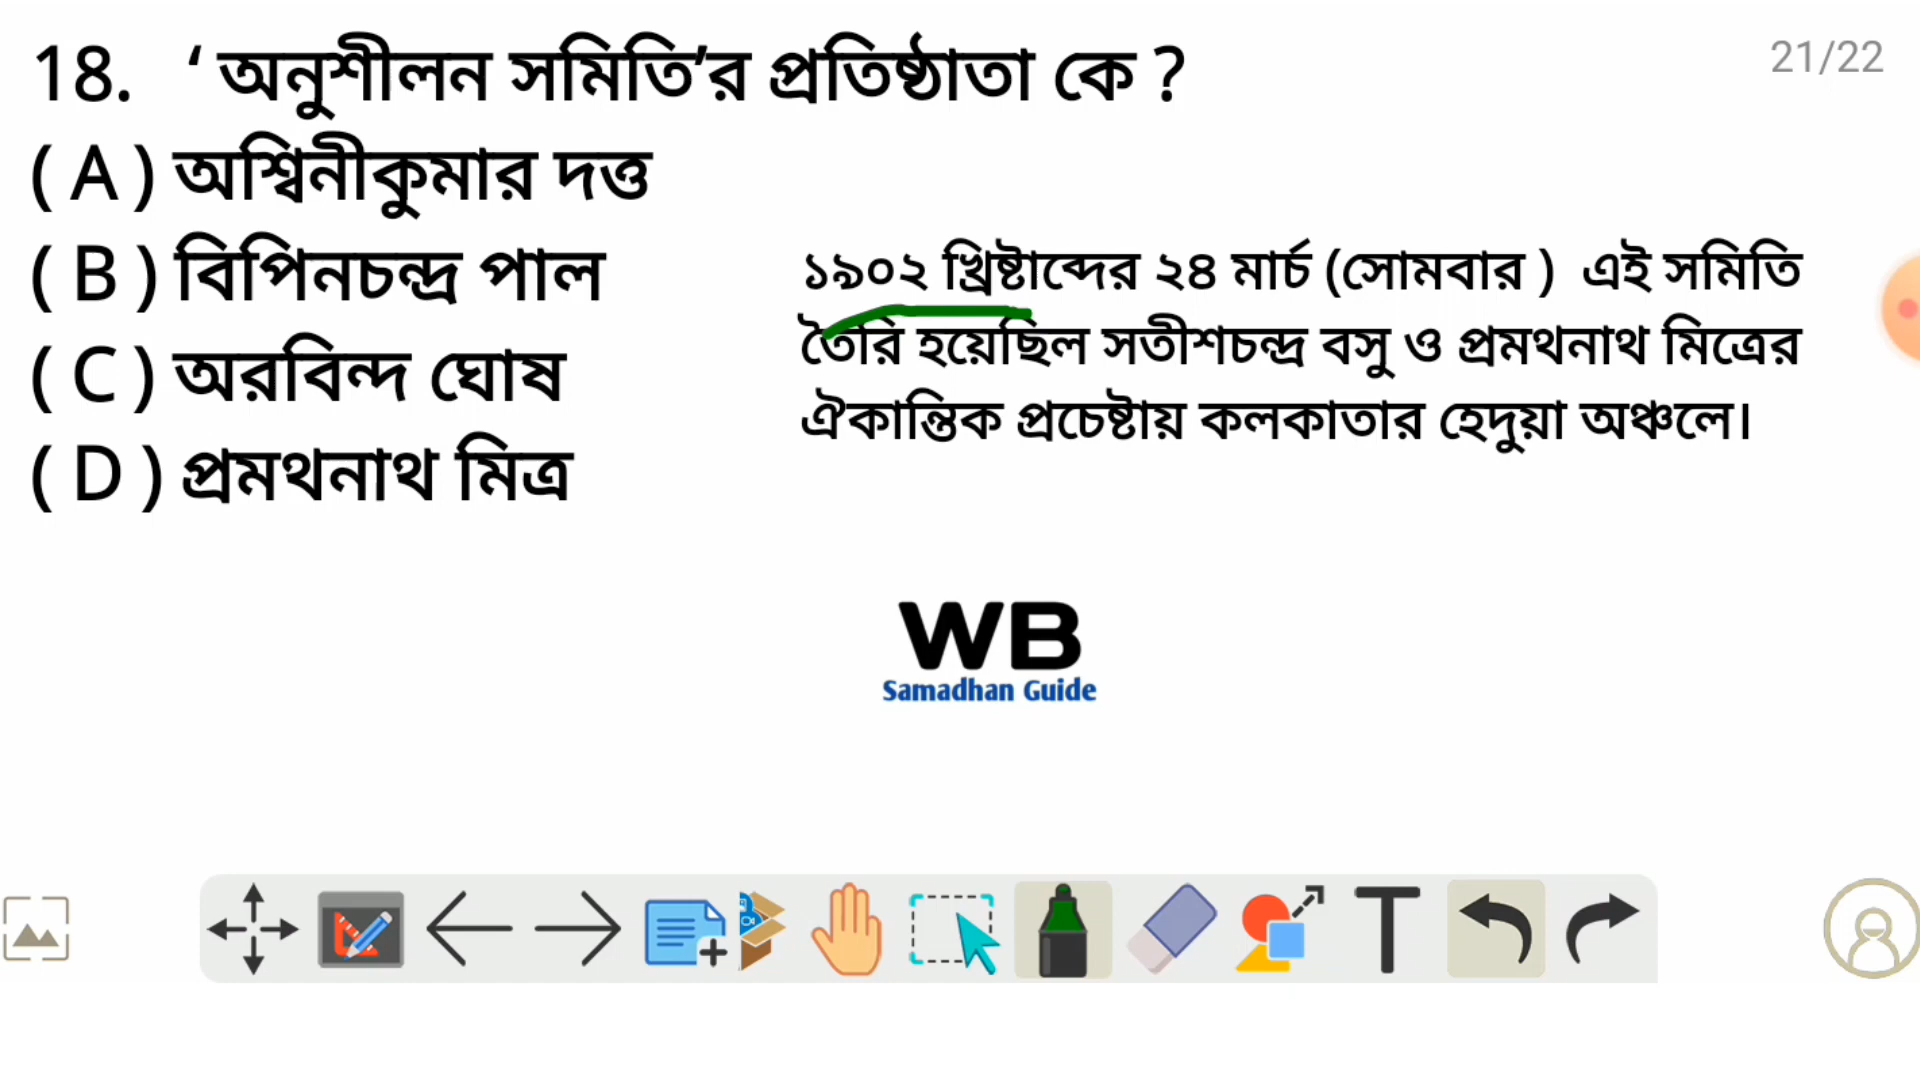 18. ‘ অনুশীলন সমিতি’র প্রতিষ্ঠাতা কে ?
21/22
( A ) অশ্বিনীকুমার দত্ত
( B ) বিপিনচন্দ্র পাল
( C ) অরবিন্দ ঘোষ
( D ) প্রমথনাথ মিত্র
১৯০২ খ্রিষ্টাব্দের ২৪ মার্চ (সোমবার ) এই সমিতি
তৈরি হয়েছিল সতীশচন্দ্র বসু ও প্রমথনাথ মিত্রের
ঐকান্তিক প্রচেষ্টায় কলকাতার হেদুয়া অঞ্চলে।
WB
Samadhan Guide